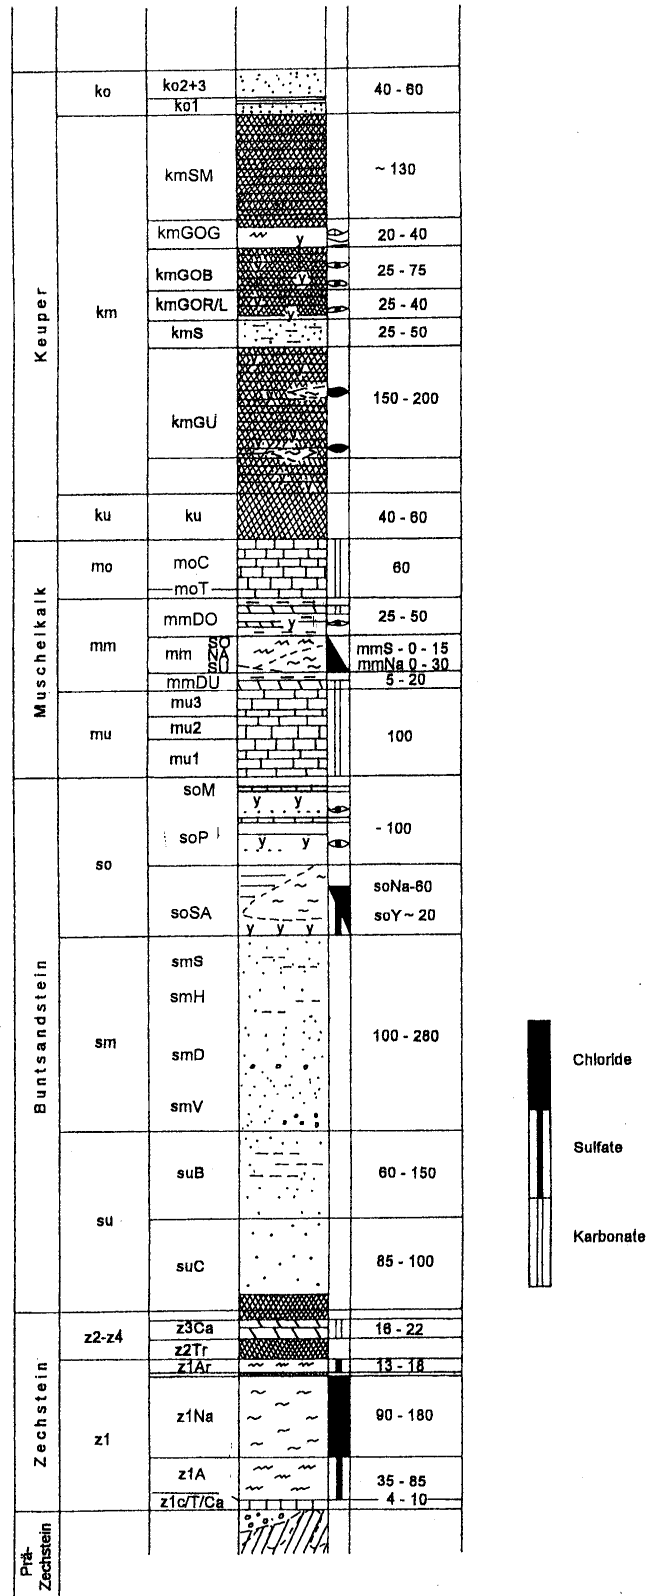 Keuper
ko
ko2+3
40 - 60
ko1
km
kmSM
~ 130
kmGOG
y
20 - 40
kmGOB
y
y
25 - 75
kmGOR/L
y
y
25 - 40
kmS
25 - 50
kmGU
150 - 200
ku
ku
40 - 60
Muschelkalk
mo
moC
60
moT
mm
mmDO
y
25 - 50
mm
SO
NA
SU
mmS - 0 - 15
mmNa 0 - 30
mmDU
5 - 20
mu
mu3
mu2
100
mu1
Buntsandstein
so
soM
y y
- 100
soP
y y
soNa-60
soSA
soY ~ 20
y y y
sm
smS
smH
100 - 280
smD
smV
su
suB
60 - 150
suC
85 - 100
Zechstein
z2-z4
z3Ca
16 - 22
z2Tr
z1
z1Ar
13 - 18
z1Na
90 - 180
z1A
35 - 85
z1c/T/Ca
4 - 10
Prä-
Zechstein
Chloride
Sulfate
Karbonate